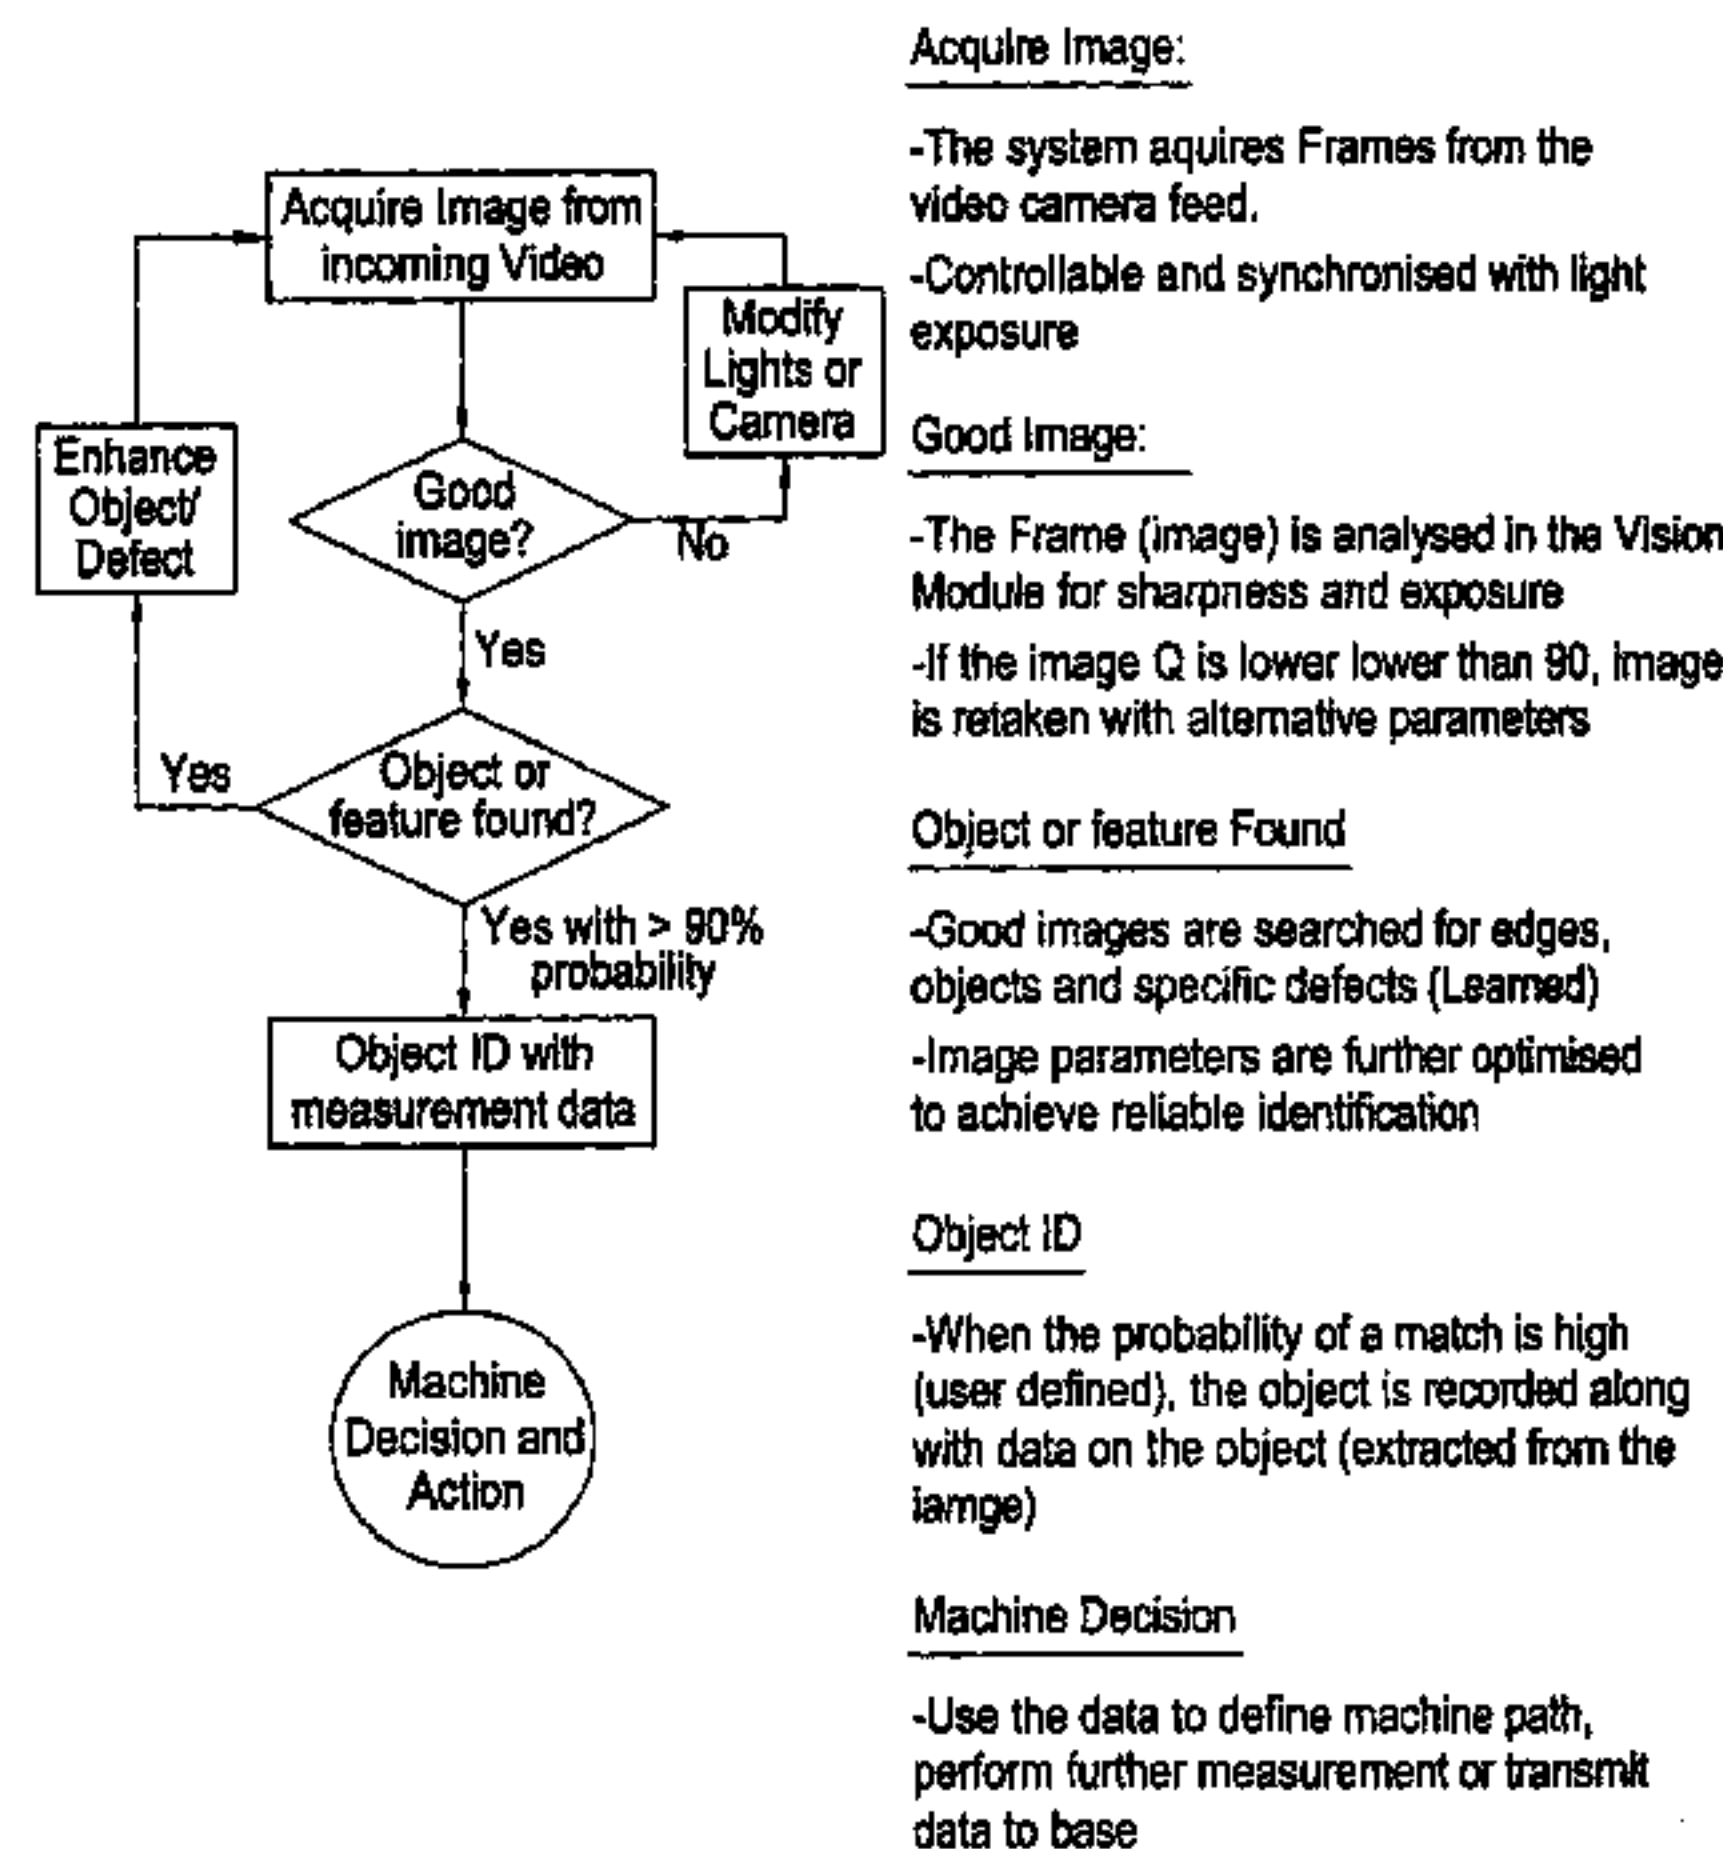 Acquire Image from
incoming Video
Modify
Lights or
Camera
Enhance
Object/
Defect
Good
image?
No
Yes
Object or
feature found?
Yes
Yes with > 90%
probability
Object ID with
measurement data
Machine
Decision and
Action
Acquire Image:
-The system aquires Frames from the
video camera feed.
-Controllable and synchronised with light
exposure
Good Image:
-The Frame (image) is analysed in the Vision
Module for sharpness and exposure
-If the image Q is lower lower than 90, image
is retaken with alternative parameters
Object or feature Found
-Good images are searched for edges,
objects and specific defects (Learned)
-Image parameters are further optimised
to achieve reliable identification
Object ID
-When the probability of a match is high
(user defined), the object is recorded along
with data on the object (extracted from the
iamge)
Machine Decision
-Use the data to define machine path,
perform further measurement or transmit
data to base